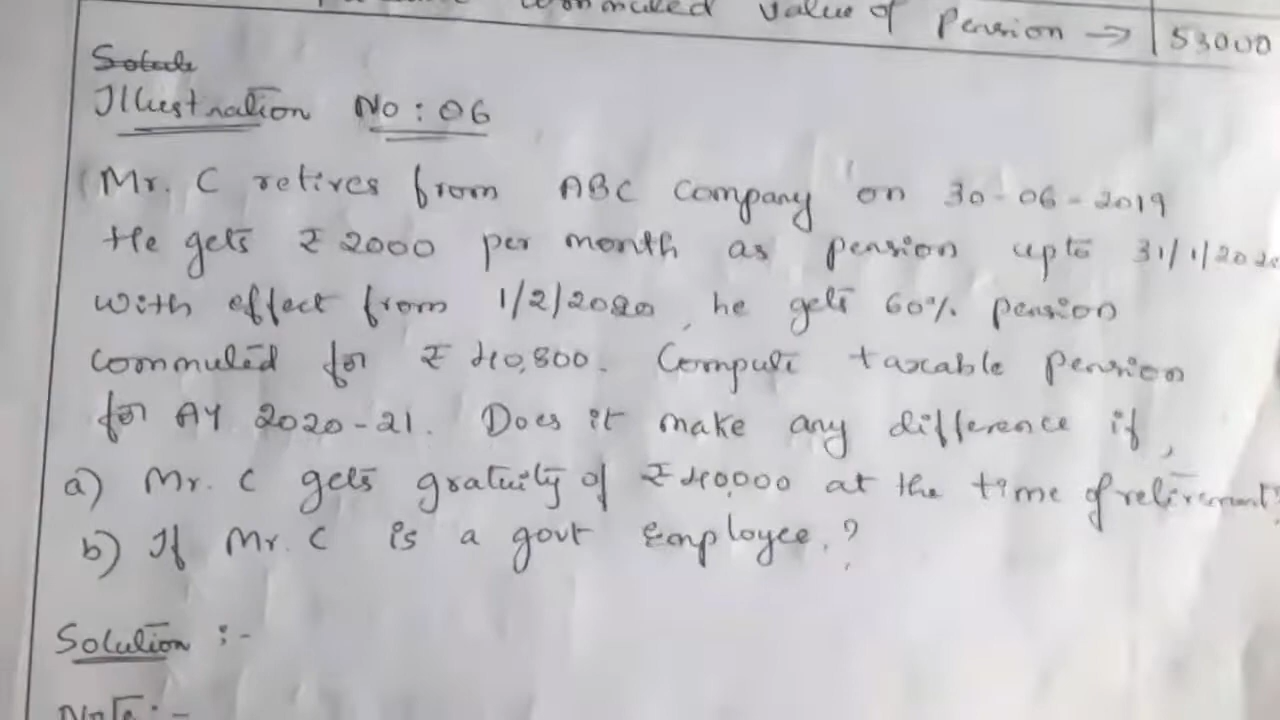 commuted value of Pension → 53000
Solut
Illustration No: 06
Mr. C retires from ABC Company on 30-06-2019
He gets ₹ 2000 per month as pension upto 31/1/2020
with effect from 1/2/2020, he gets 60% pension
commuted for ₹ 40,800. Compute taxable Pension
for AY 2020-21. Does it make any difference if,
a) Mr. C gets gratuity of ₹ 40,000 at the time of retirement?
b) If Mr. C is a govt Employee.?
Solution :-
Note :-